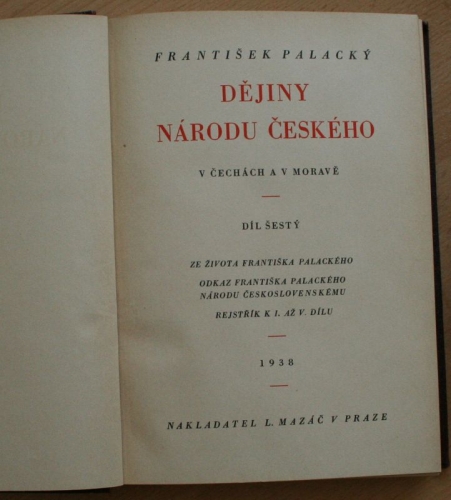 FRANTIŠEK PALACKÝ
DĚJINY
NÁRODU ČESKÉHO
V ČECHÁCH A V MORAVĚ
DÍL ŠESTÝ
ZE ŽIVOTA FRANTIŠKA PALACKÉHO
ODKAZ FRANTIŠKA PALACKÉHO
NÁRODU ČESKOSLOVENSKÉMU
REJSTŘÍK K I. AŽ V. DÍLU
1938
NAKLADATEL L. MAZÁČ V PRAZE